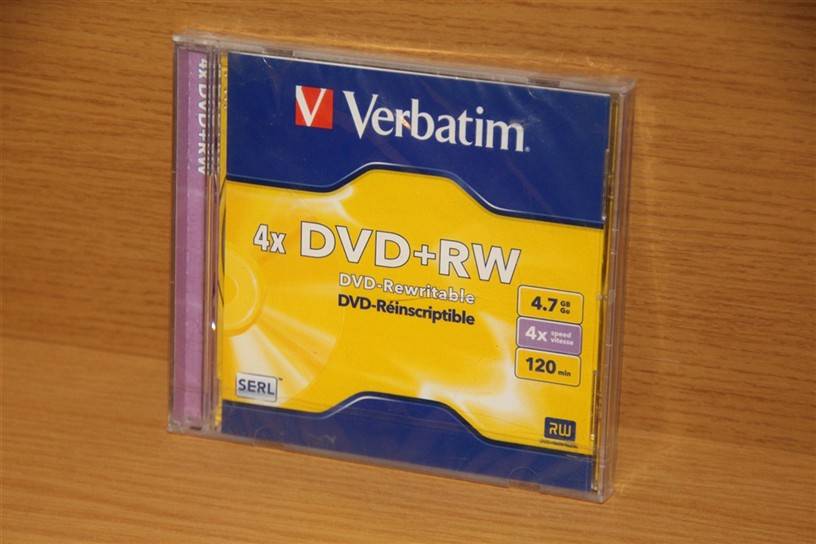 4x DVD+RW
Verbatim
4x DVD+RW
DVD-Rewritable
DVD-Réinscriptible
4.7 GB Go
4x speed vitesse
120 min
SERL™
RW